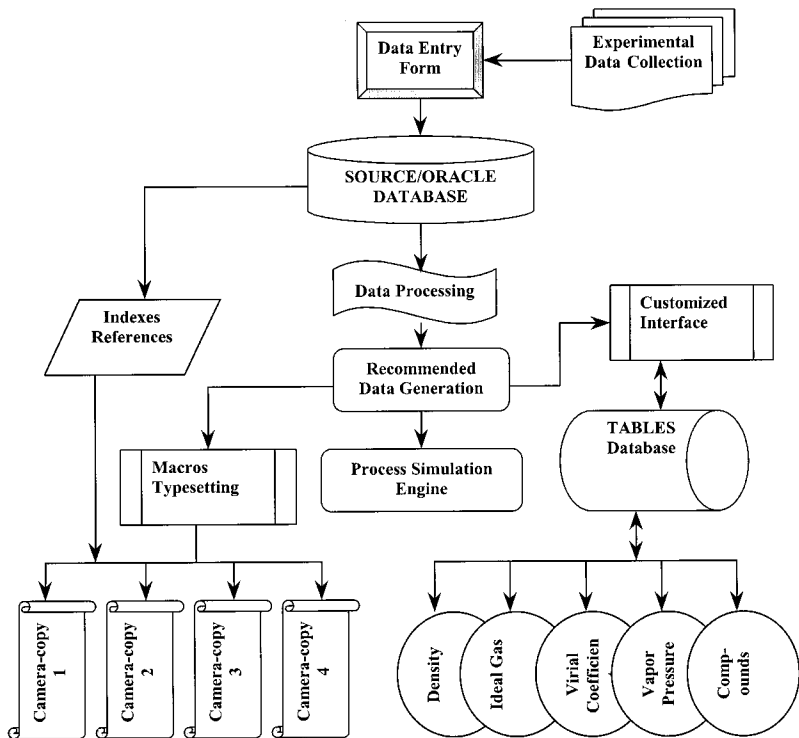 Data Entry
Form
Experimental
Data Collection
SOURCE/ORACLE
DATABASE
Data Processing
Indexes
References
Customized
Interface
Recommended
Data Generation
TABLES
Database
Macros
Typesetting
Process Simulation
Engine
Camera-copy
1
Camera-copy
2
Camera-copy
3
Camera-copy
4
Density
Ideal Gas
Virial
Coefficien
Vapor
Pressure
Comp-
ounds